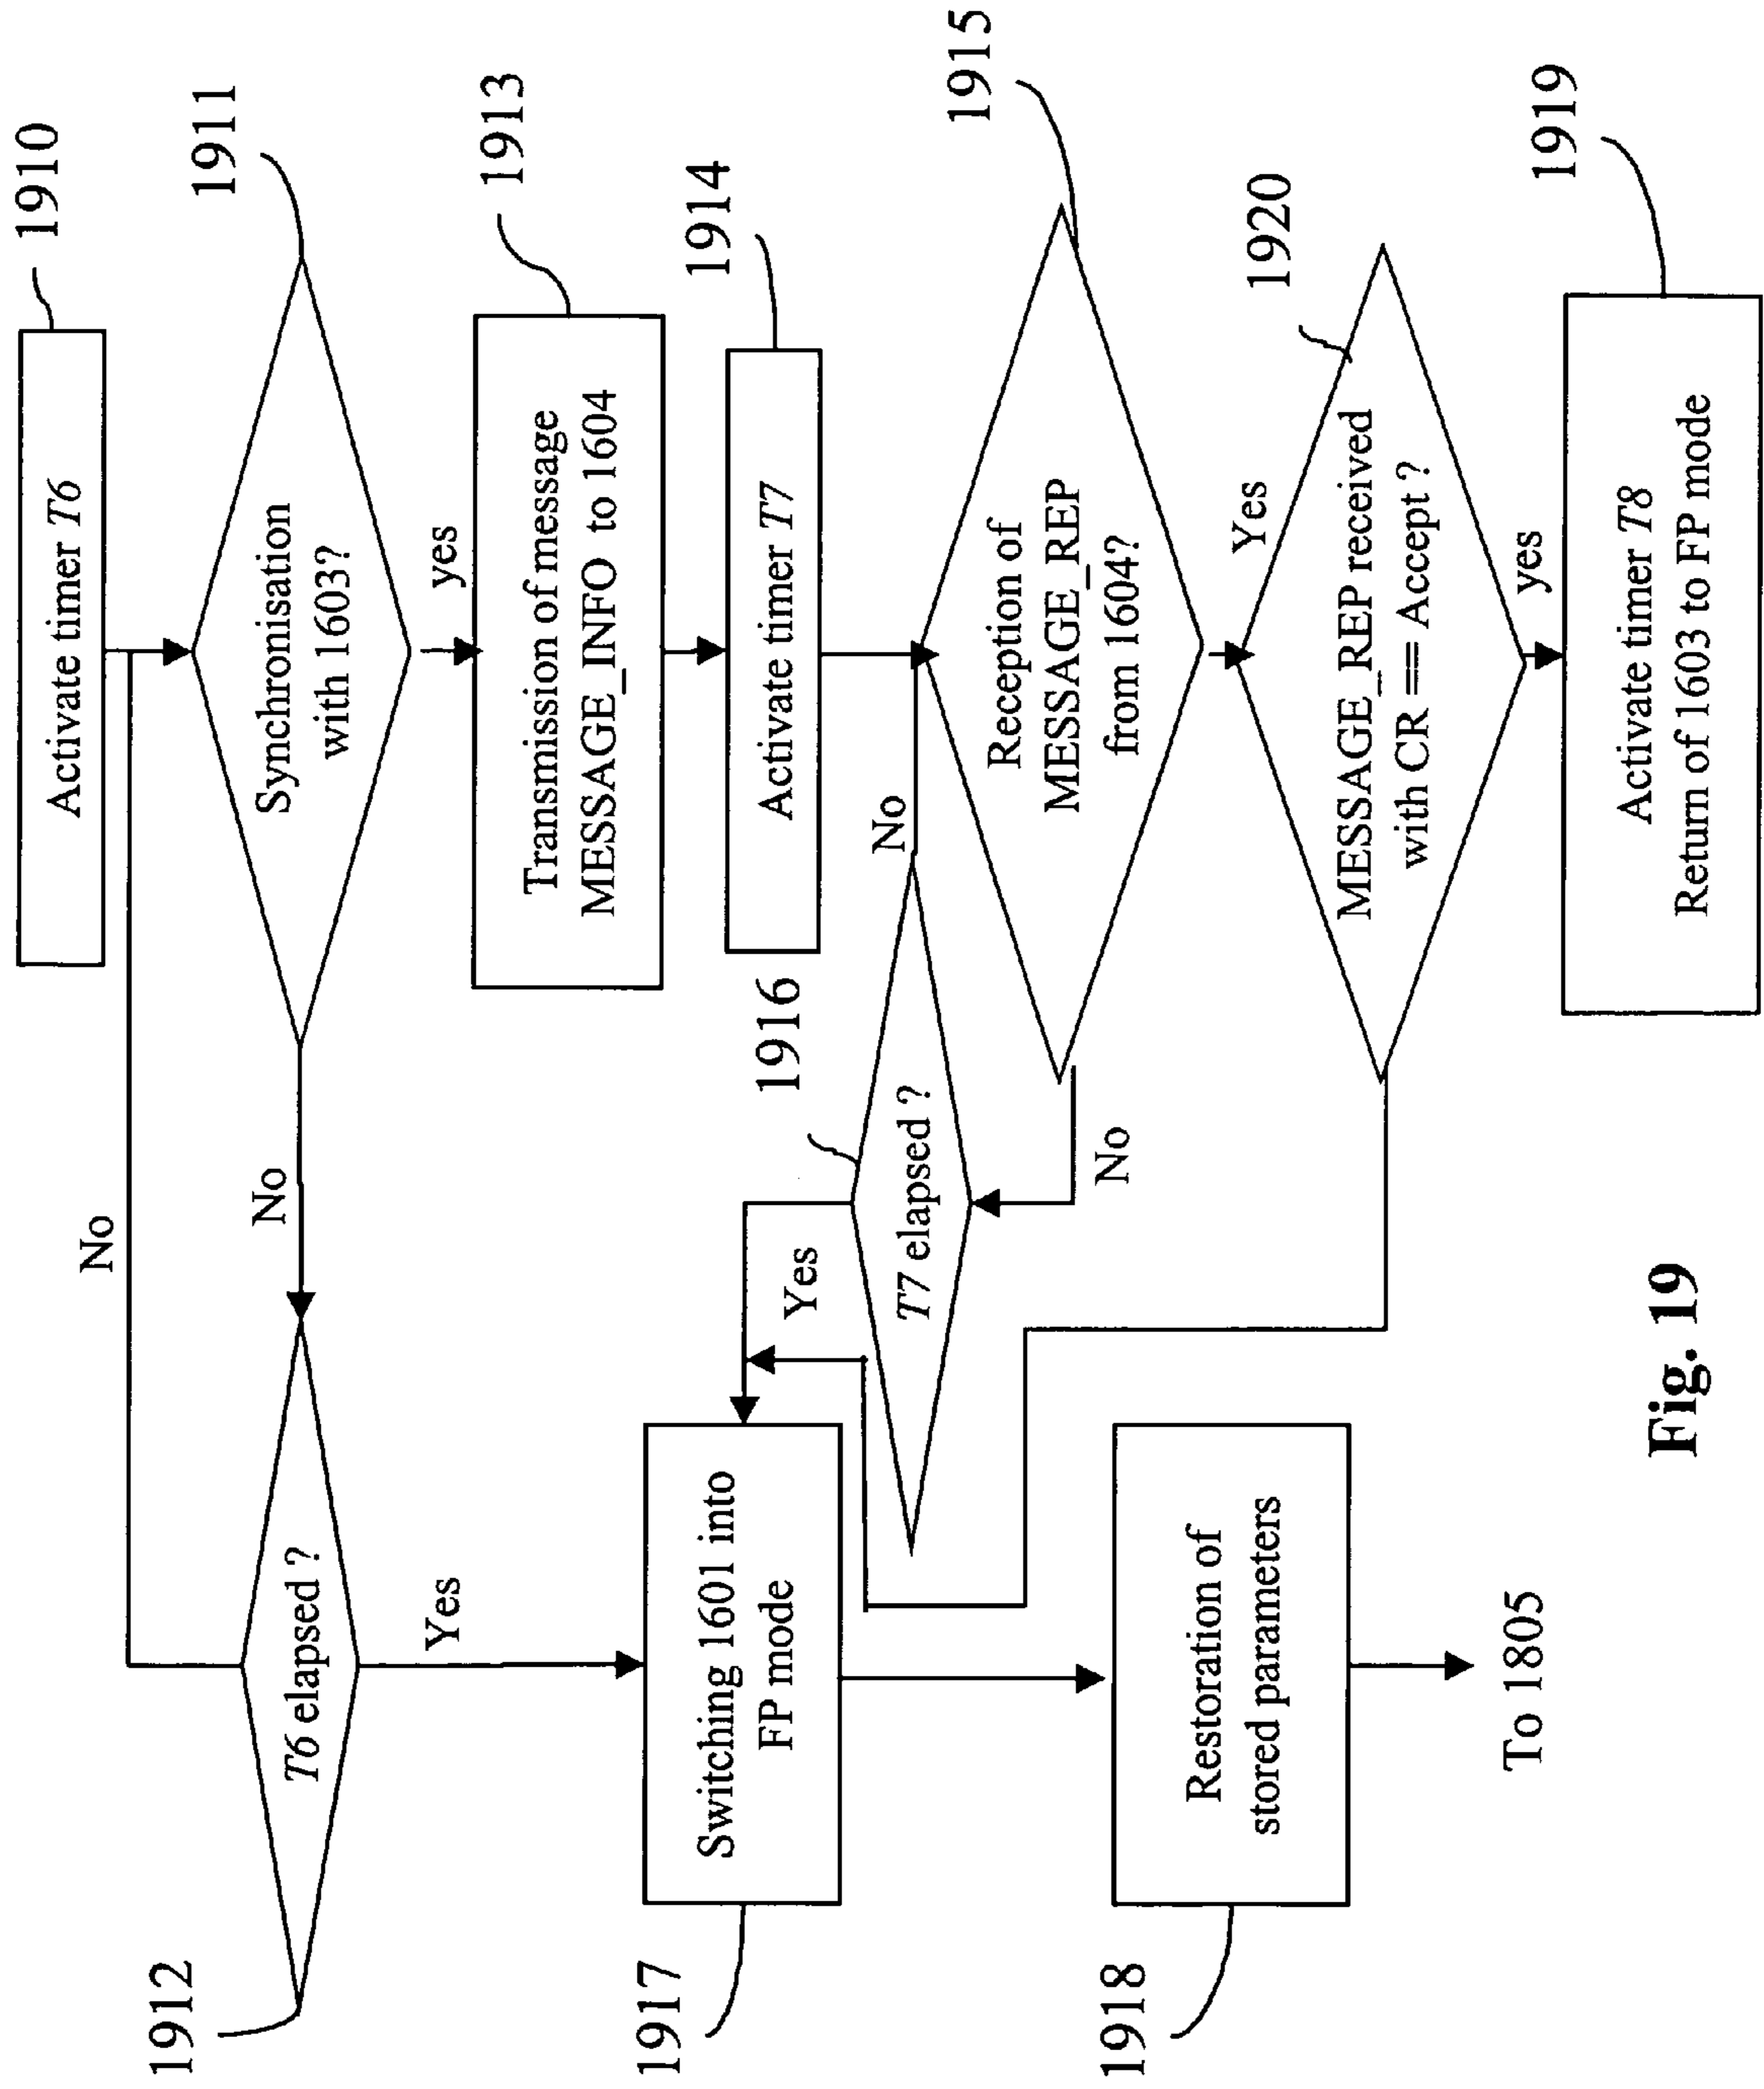 1910
Activate timer T6
No
1911
Synchronisation
with 1603?
No
yes
1912
T6 elapsed ?
Yes
1913
Transmission of message
MESSAGE_INFO to 1604
1914
Activate timer T7
1915
Reception of
MESSAGE_REP
from 1604?
No
No
1916
T7 elapsed ?
Yes
Yes
1920
MESSAGE_REP received
with CR == Accept ?
yes
1919
Activate timer T8
Return of 1603 to FP mode
1917
Switching 1601 into
FP mode
1918
Restoration of
stored parameters
To 1805
Fig. 19